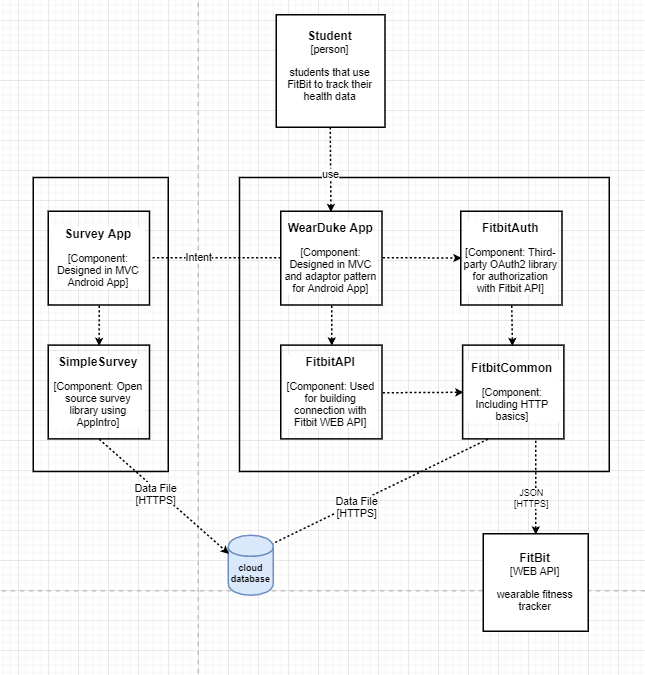 Student
[person]
students that use
FitBit to track their
health data
use
Survey App
[Component:
Designed in MVC
Android App]
Intent
WearDuke App
[Component:
Designed in MVC
and adaptor pattern
for Android App]
FitbitAuth
[Component: Third-
party OAuth2 library
for authorization
with Fitbit API]
SimpleSurvey
[Component: Open
source survey
library using
AppIntro]
FitbitAPI
[Component: Used
for building
connection with
Fitbit WEB API]
FitbitCommon
[Component:
Including HTTP
basics]
Data File
[HTTPS]
Data File
[HTTPS]
JSON
[HTTPS]
cloud
database
FitBit
[WEB API]
wearable fitness
tracker